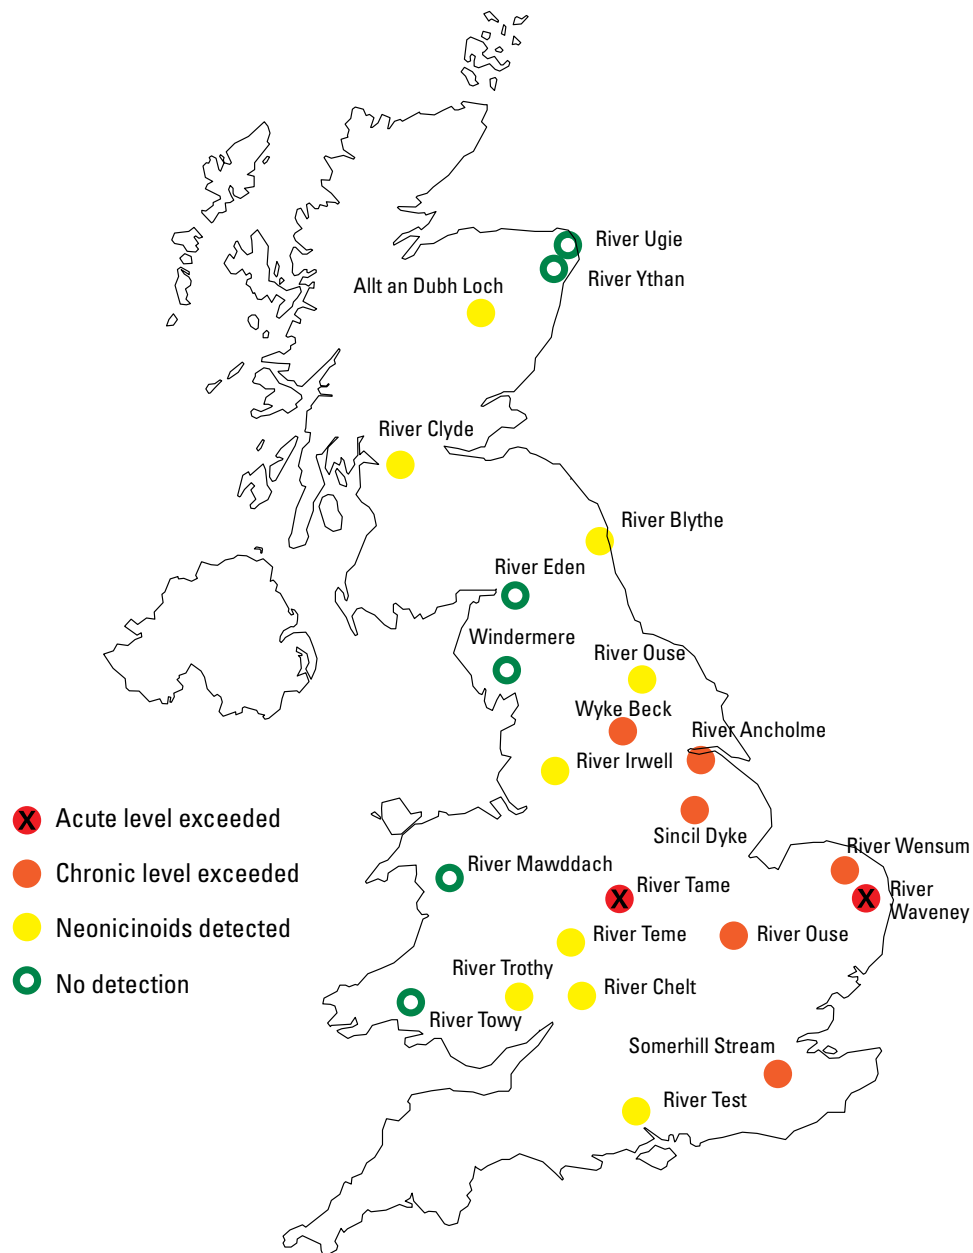 River Ugie
River Ythan
Allt an Dubh Loch
River Clyde
River Blythe
River Eden
Windermere
River Ouse
Wyke Beck
River Ancholme
River Irwell
Sincil Dyke
X Acute level exceeded
Chronic level exceeded
Neonicinoids detected
No detection
River Wensum
River Mawddach
River Tame
X
X
River
Waveney
River Teme
River Ouse
River Trothy
River Chelt
River Towy
Somerhill Stream
River Test